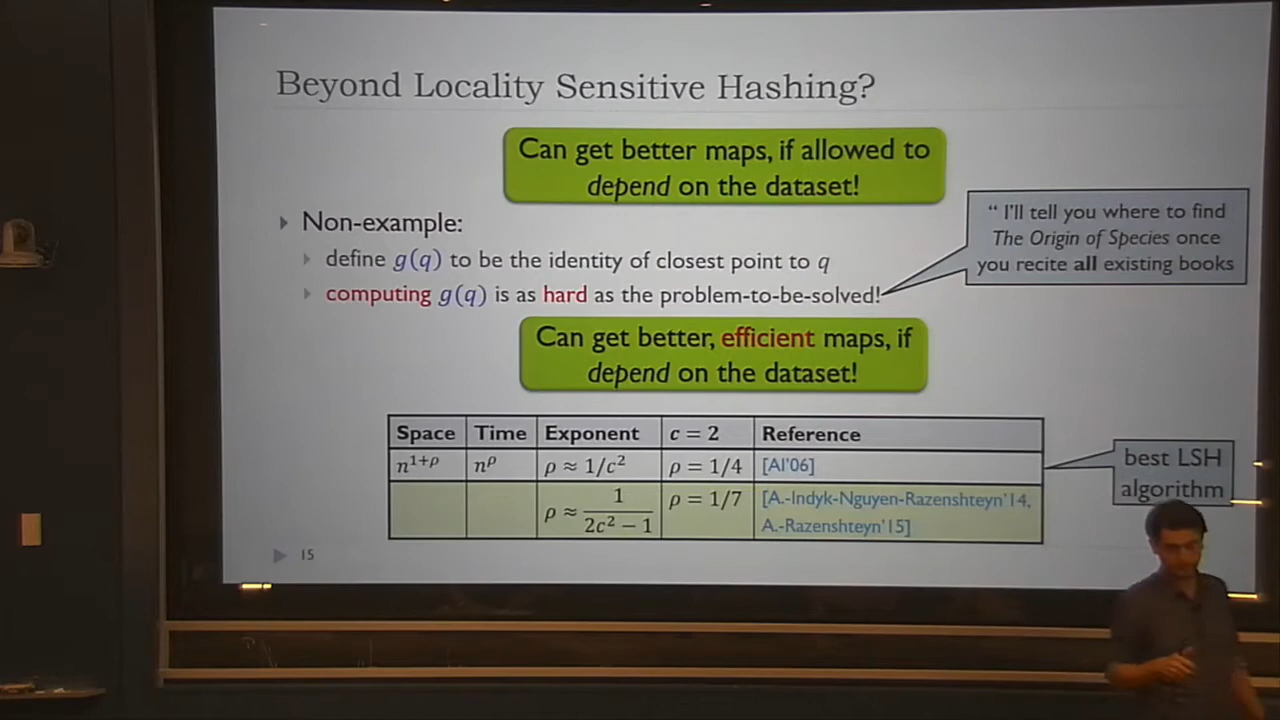 Beyond Locality Sensitive Hashing?
Can get better maps, if allowed to
depend on the dataset!
Non-example:
define g(q) to be the identity of closest point to q
computing g(q) is as hard as the problem-to-be-solved!
“ I'll tell you where to find
The Origin of Species once
you recite all existing books
Can get better, efficient maps, if
depend on the dataset!
Space Time Exponent c = 2 Reference
n^{1+ρ} n^ρ ρ ≈ 1/c² ρ = 1/4 [AI'06]
ρ ≈ 1/(2c² − 1) ρ = 1/7 [A.-Indyk-Nguyen-Razenshteyn'14,
A.-Razenshteyn'15]
best LSH
algorithm
15